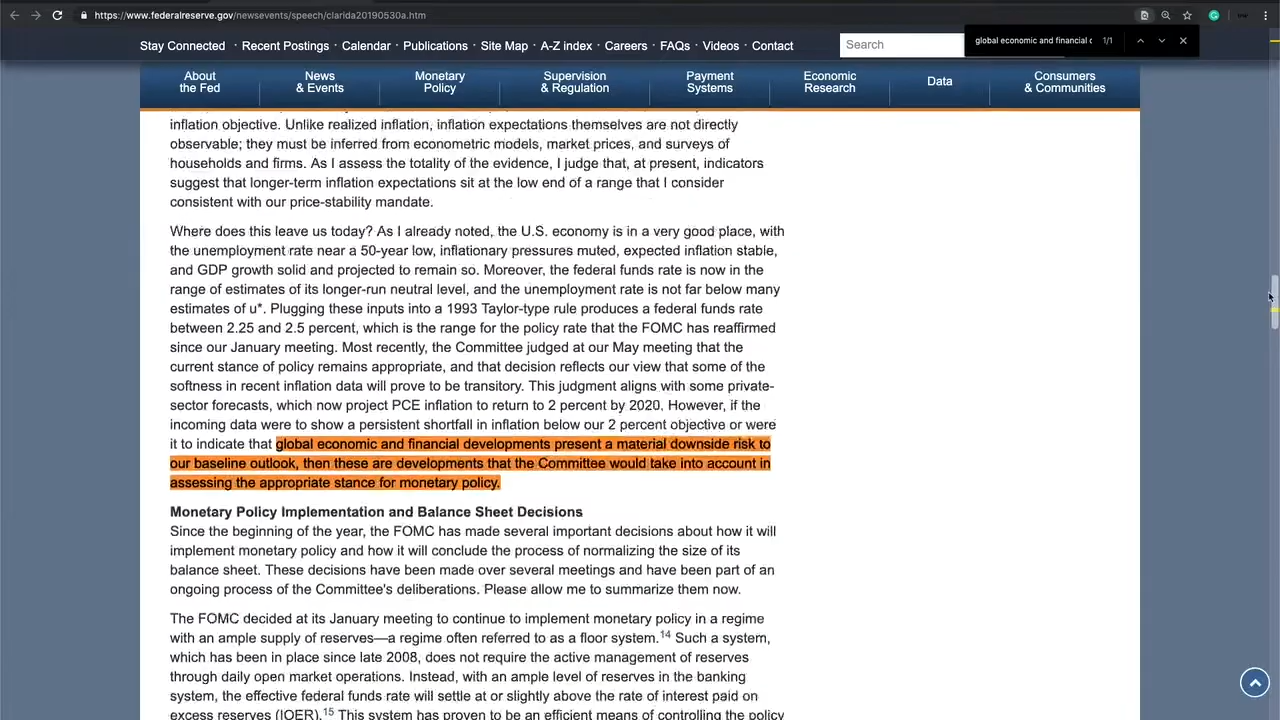 https://www.federalreserve.gov/newsevents/speech/clarida20190530a.htm
global economic and financial c 1/1
Stay Connected · Recent Postings · Calendar · Publications · Site Map · A-Z index · Careers · FAQs · Videos · Contact
Search
About the Fed
News & Events
Monetary Policy
Supervision & Regulation
Payment Systems
Economic Research
Data
Consumers & Communities
inflation objective. Unlike realized inflation, inflation expectations themselves are not directly
observable; they must be inferred from econometric models, market prices, and surveys of
households and firms. As I assess the totality of the evidence, I judge that, at present, indicators
suggest that longer-term inflation expectations sit at the low end of a range that I consider
consistent with our price-stability mandate.
Where does this leave us today? As I already noted, the U.S. economy is in a very good place, with
the unemployment rate near a 50-year low, inflationary pressures muted, expected inflation stable,
and GDP growth solid and projected to remain so. Moreover, the federal funds rate is now in the
range of estimates of its longer-run neutral level, and the unemployment rate is not far below many
estimates of u*. Plugging these inputs into a 1993 Taylor-type rule produces a federal funds rate
between 2.25 and 2.5 percent, which is the range for the policy rate that the FOMC has reaffirmed
since our January meeting. Most recently, the Committee judged at our May meeting that the
current stance of policy remains appropriate, and that decision reflects our view that some of the
softness in recent inflation data will prove to be transitory. This judgment aligns with some private-
sector forecasts, which now project PCE inflation to return to 2 percent by 2020. However, if the
incoming data were to show a persistent shortfall in inflation below our 2 percent objective or were
it to indicate that global economic and financial developments present a material downside risk to
our baseline outlook, then these are developments that the Committee would take into account in
assessing the appropriate stance for monetary policy.
Monetary Policy Implementation and Balance Sheet Decisions
Since the beginning of the year, the FOMC has made several important decisions about how it will
implement monetary policy and how it will conclude the process of normalizing the size of its
balance sheet. These decisions have been made over several meetings and have been part of an
ongoing process of the Committee's deliberations. Please allow me to summarize them now.
The FOMC decided at its January meeting to continue to implement monetary policy in a regime
with an ample supply of reserves—a regime often referred to as a floor system.14 Such a system,
which has been in place since late 2008, does not require the active management of reserves
through daily open market operations. Instead, with an ample level of reserves in the banking
system, the effective federal funds rate will settle at or slightly above the rate of interest paid on
excess reserves (IOER).15 This system has proven to be an efficient means of controlling the policy